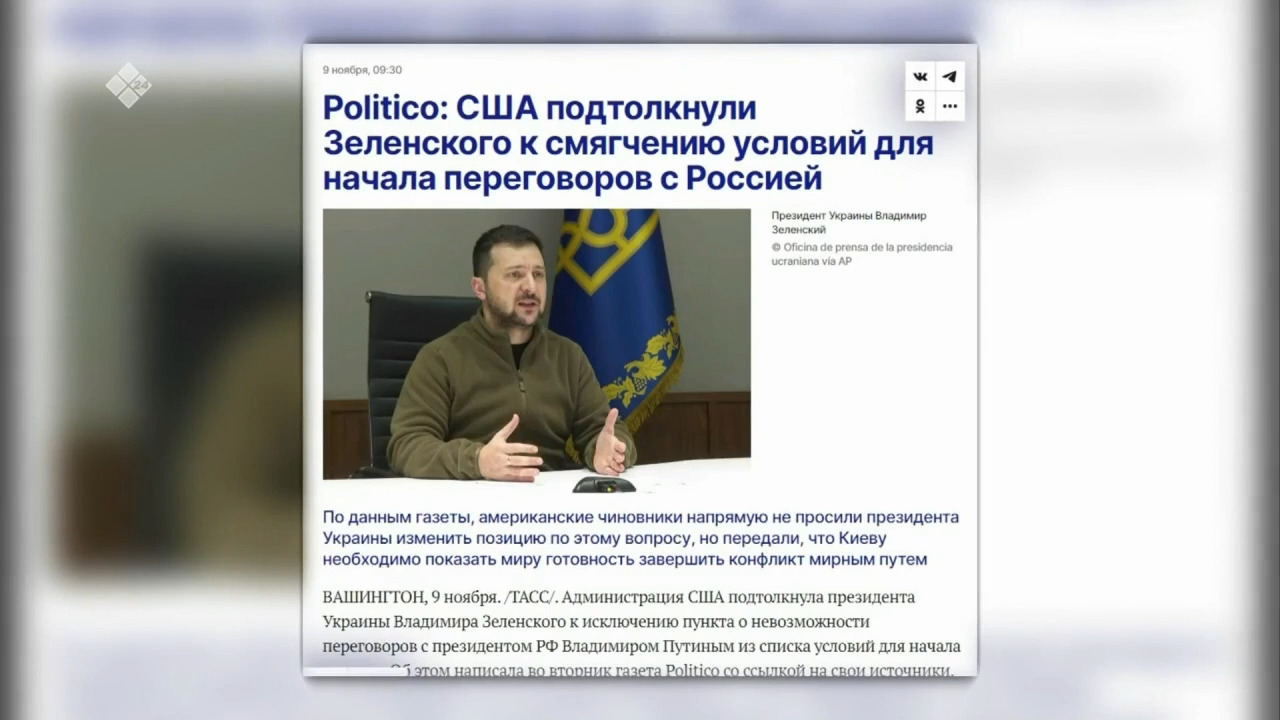 24
9 ноября, 09:30
Politico: США подтолкнули
Зеленского к смягчению условий для
начала переговоров с Россией
Президент Украины Владимир
Зеленский
© Oficina de prensa de la presidencia
ucraniana vía AP
По данным газеты, американские чиновники напрямую не просили президента
Украины изменить позицию по этому вопросу, но передали, что Киеву
необходимо показать миру готовность завершить конфликт мирным путем
ВАШИНГТОН, 9 ноября. /ТАСС/. Администрация США подтолкнула президента
Украины Владимира Зеленского к исключению пункта о невозможности
переговоров с президентом РФ Владимиром Путиным из списка условий для начала
Об этом написала во вторник газета Politico со ссылкой на свои источники.